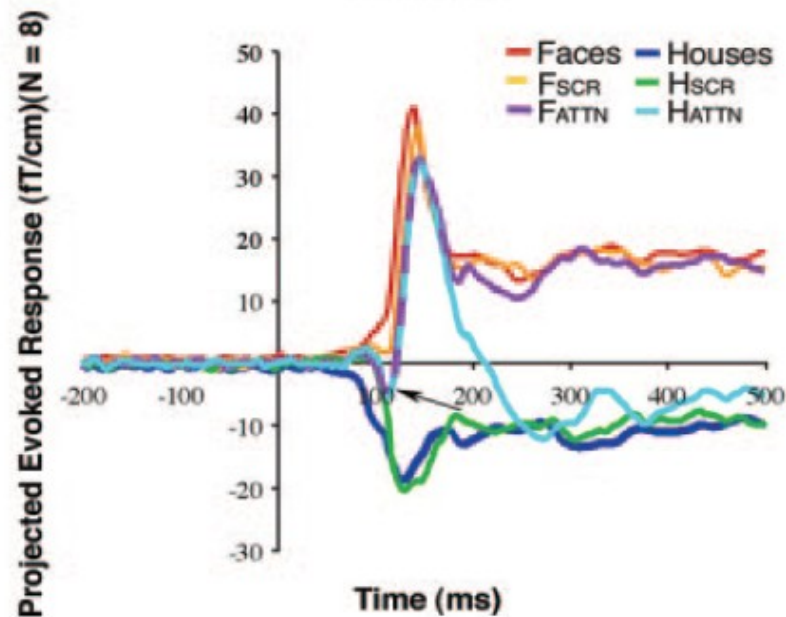 Projected Evoked Response (fT/cm)(N = 8)
50
40
30
20
10
-10
-20
-30
-200 -100 100 200 300 400 500
Faces Houses
FSCR HSCR
FATTN HATTN
Time (ms)